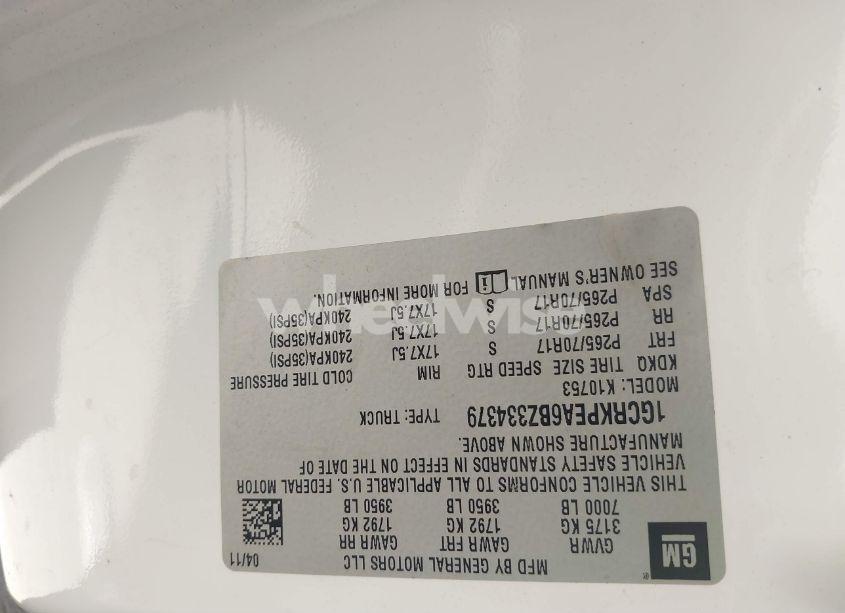 MFD BY GENERAL MOTORS LLC 04/11
GM
GVWR GAWR FRT GAWR RR
3175 KG 1792 KG 1792 KG
7000 LB 3950 LB 3950 LB
THIS VEHICLE CONFORMS TO ALL APPLICABLE U.S. FEDERAL MOTOR
VEHICLE SAFETY STANDARDS IN EFFECT ON THE DATE OF
MANUFACTURE SHOWN ABOVE.
1GCRKPEA6BZ334379 TYPE: TRUCK
MODEL: K10753
KDKQ TIRE SIZE SPEED RTG RIM COLD TIRE PRESSURE
FRT P265/70R17 S 17X7.5J 240KPA(35PSI)
RR P265/70R17 S 17X7.5J 240KPA(35PSI)
SPA P265/70R17 S 17X7.5J 240KPA(35PSI)
SEE OWNER'S MANUAL FOR MORE INFORMATION.
wheelwise